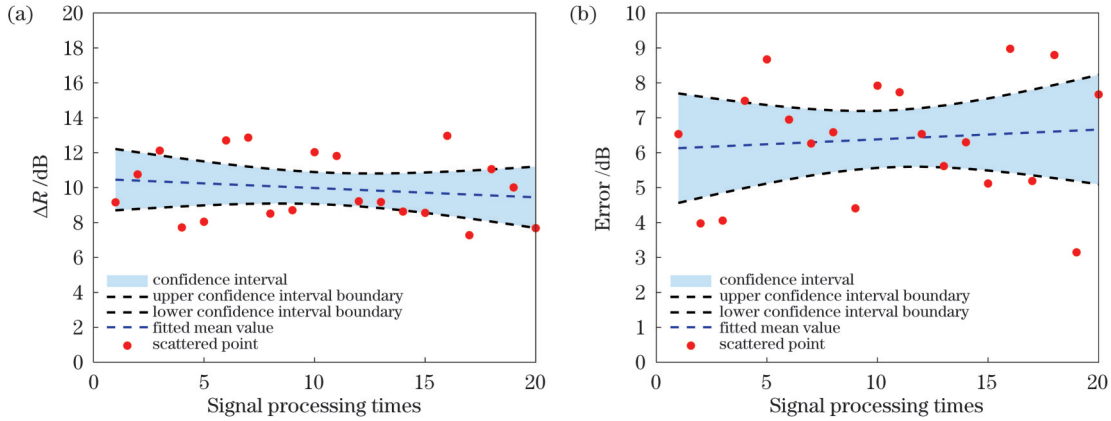 (a)
20
18
16
14
12
10
8
6
4
2
0
ΔR /dB
confidence interval
upper confidence interval boundary
lower confidence interval boundary
fitted mean value
scattered point
0 5 10 15 20
Signal processing times
(b)
10
9
8
7
6
5
4
3
2
1
0
Error /dB
confidence interval
upper confidence interval boundary
lower confidence interval boundary
fitted mean value
scattered point
0 5 10 15 20
Signal processing times